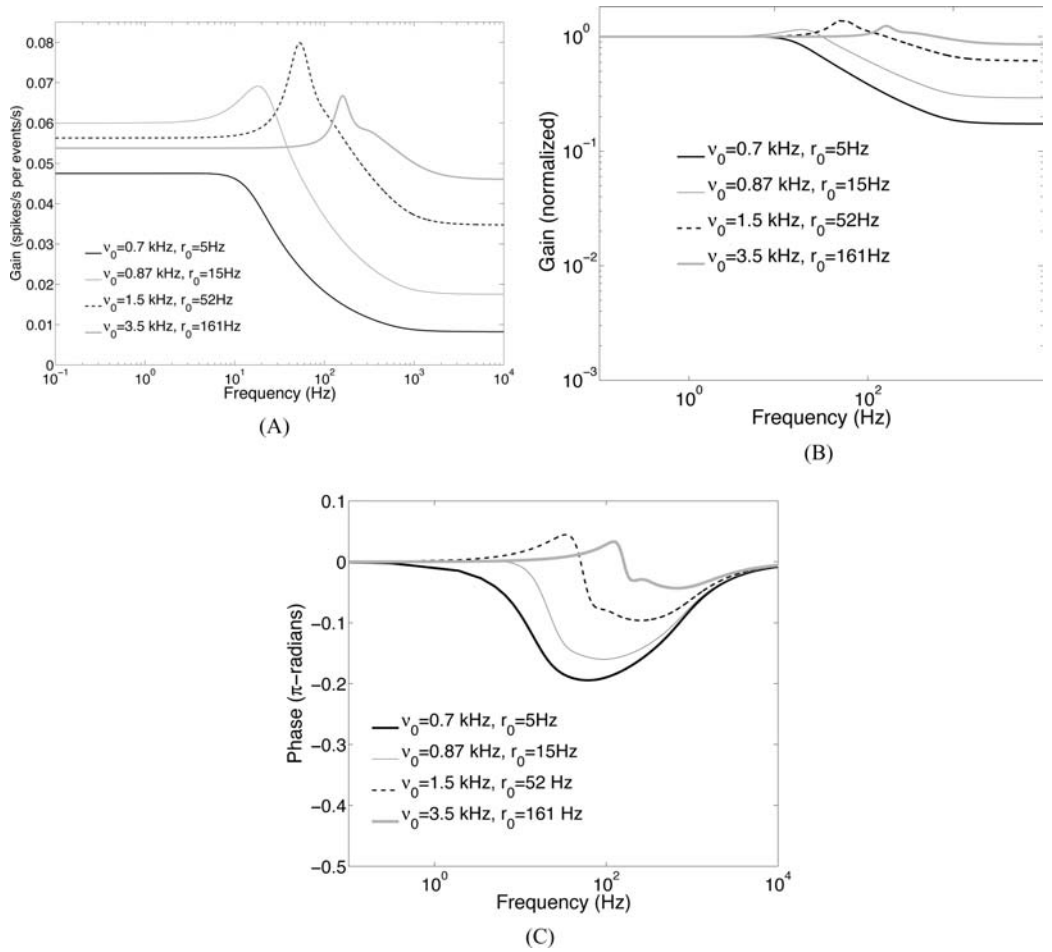 0.08
0.07
0.06
0.05
0.04
0.03
0.02
0.01
0
Gain (spikes/s per events/s)
ν₀=0.7 kHz, r₀=5Hz
ν₀=0.87 kHz, r₀=15Hz
ν₀=1.5 kHz, r₀=52Hz
ν₀=3.5 kHz, r₀=161Hz
10⁻¹ 10⁰ 10¹ 10² 10³ 10⁴
Frequency (Hz)
(A)
10⁰
10⁻¹
10⁻²
10⁻³
Gain (normalized)
ν₀=0.7 kHz, r₀=5Hz
ν₀=0.87 kHz, r₀=15Hz
ν₀=1.5 kHz, r₀=52Hz
ν₀=3.5 kHz, r₀=161Hz
10⁰ 10²
Frequency (Hz)
(B)
0.1
0
−0.1
−0.2
−0.3
−0.4
−0.5
Phase (π−radians)
ν₀=0.7 kHz, r₀=5Hz
ν₀=0.87 kHz, r₀=15Hz
ν₀=1.5 kHz, r₀=52 Hz
ν₀=3.5 kHz, r₀=161 Hz
10⁰ 10² 10⁴
Frequency (Hz)
(C)